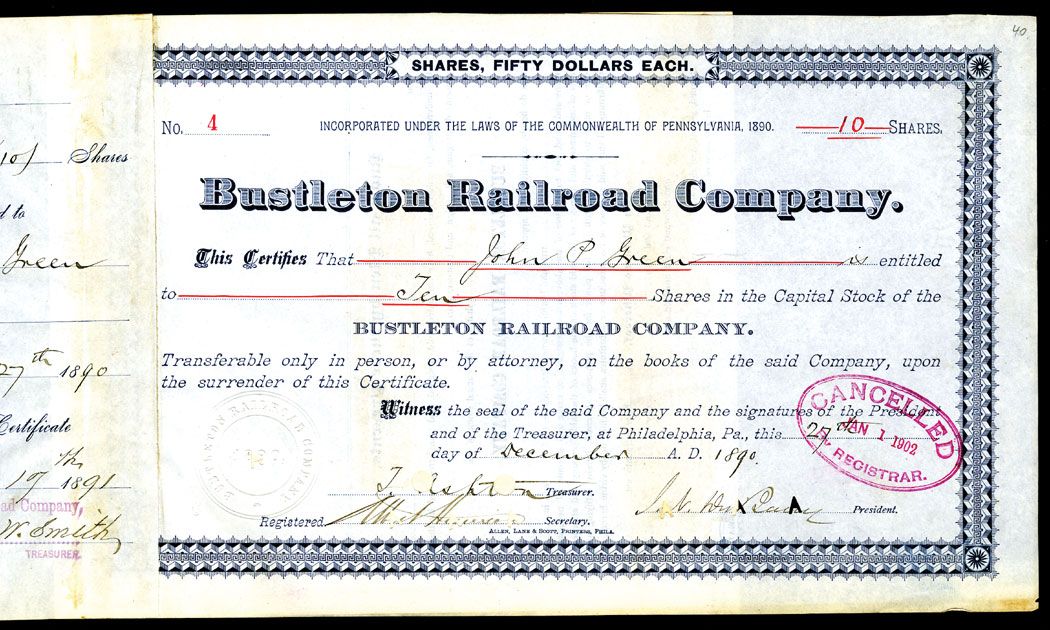 40
SHARES, FIFTY DOLLARS EACH.
No. 4
INCORPORATED UNDER THE LAWS OF THE COMMONWEALTH OF PENNSYLVANIA, 1890.
10 SHARES.
Bustleton Railroad Company.
This Certifies That John P. Green is entitled
to Ten Shares in the Capital Stock of the
BUSTLETON RAILROAD COMPANY.
Transferable only in person, or by attorney, on the books of the said Company, upon
the surrender of this Certificate.
Witness the seal of the said Company and the signatures of the President
and of the Treasurer, at Philadelphia, Pa., this 27th
day of December A. D. 1890.
Treasurer.
President.
Registered.
Secretary.
ALLEN, LANE & SCOTT, PRINTERS, PHILA.
CANCELLED
JAN 1 1902
BY REGISTRAR.
10) Shares
d to
Green
27th 1890
Certificate
19th 1891
ad Company,
W. Smith
TREASURER.